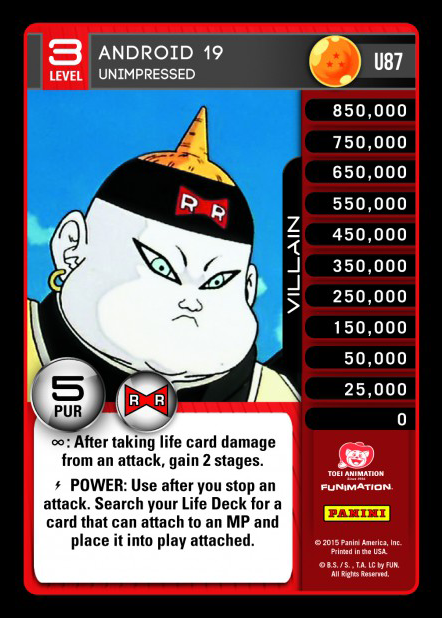 3
LEVEL
ANDROID 19
UNIMPRESSED
U87
850,000
750,000
650,000
550,000
450,000
350,000
250,000
150,000
50,000
25,000
0
VILLAIN
R R
5
PUR
R R
∞: After taking life card damage
from an attack, gain 2 stages.
⚡ POWER: Use after you stop an
attack. Search your Life Deck for a
card that can attach to an MP and
place it into play attached.
TOEI ANIMATION
Since 1956
FUNIMATION.
PANINI
© 2015 Panini America, Inc.
Printed in the USA.
© B.S. / S. , T.A. LC by FUN.
All Rights Reserved.